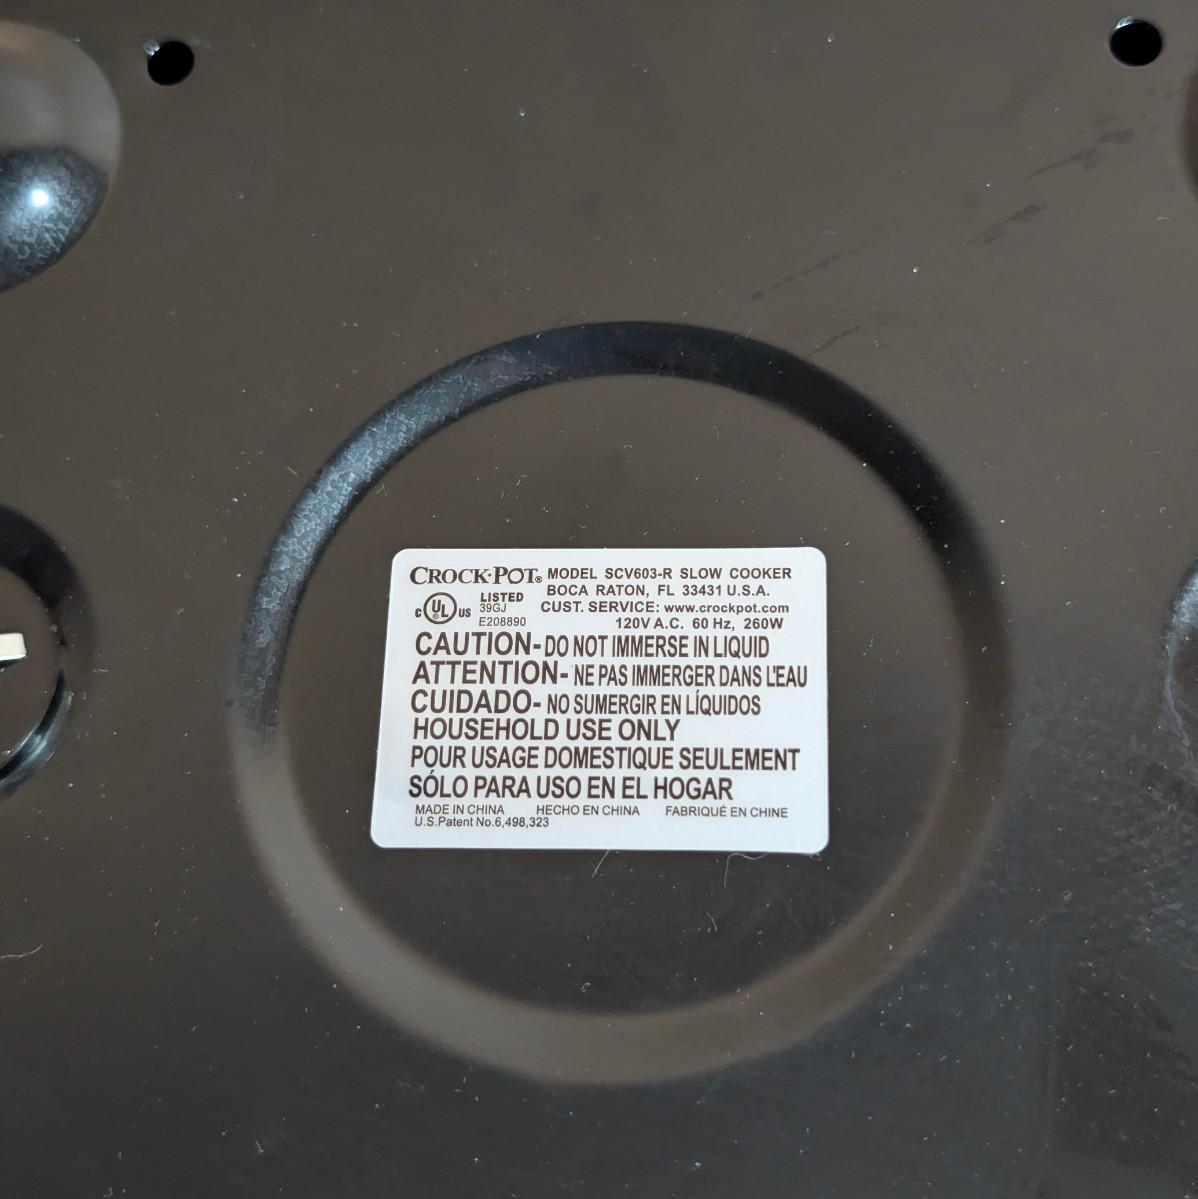 CROCK·POT® MODEL SCV603-R SLOW COOKER
BOCA RATON, FL 33431 U.S.A.
C UL US LISTED
39GJ
E208890
CUST. SERVICE: www.crockpot.com
120V A.C. 60 Hz, 260W
CAUTION- DO NOT IMMERSE IN LIQUID
ATTENTION- NE PAS IMMERGER DANS L'EAU
CUIDADO- NO SUMERGIR EN LÍQUIDOS
HOUSEHOLD USE ONLY
POUR USAGE DOMESTIQUE SEULEMENT
SÓLO PARA USO EN EL HOGAR
MADE IN CHINA HECHO EN CHINA FABRIQUÉ EN CHINE
U.S.Patent No.6,498,323